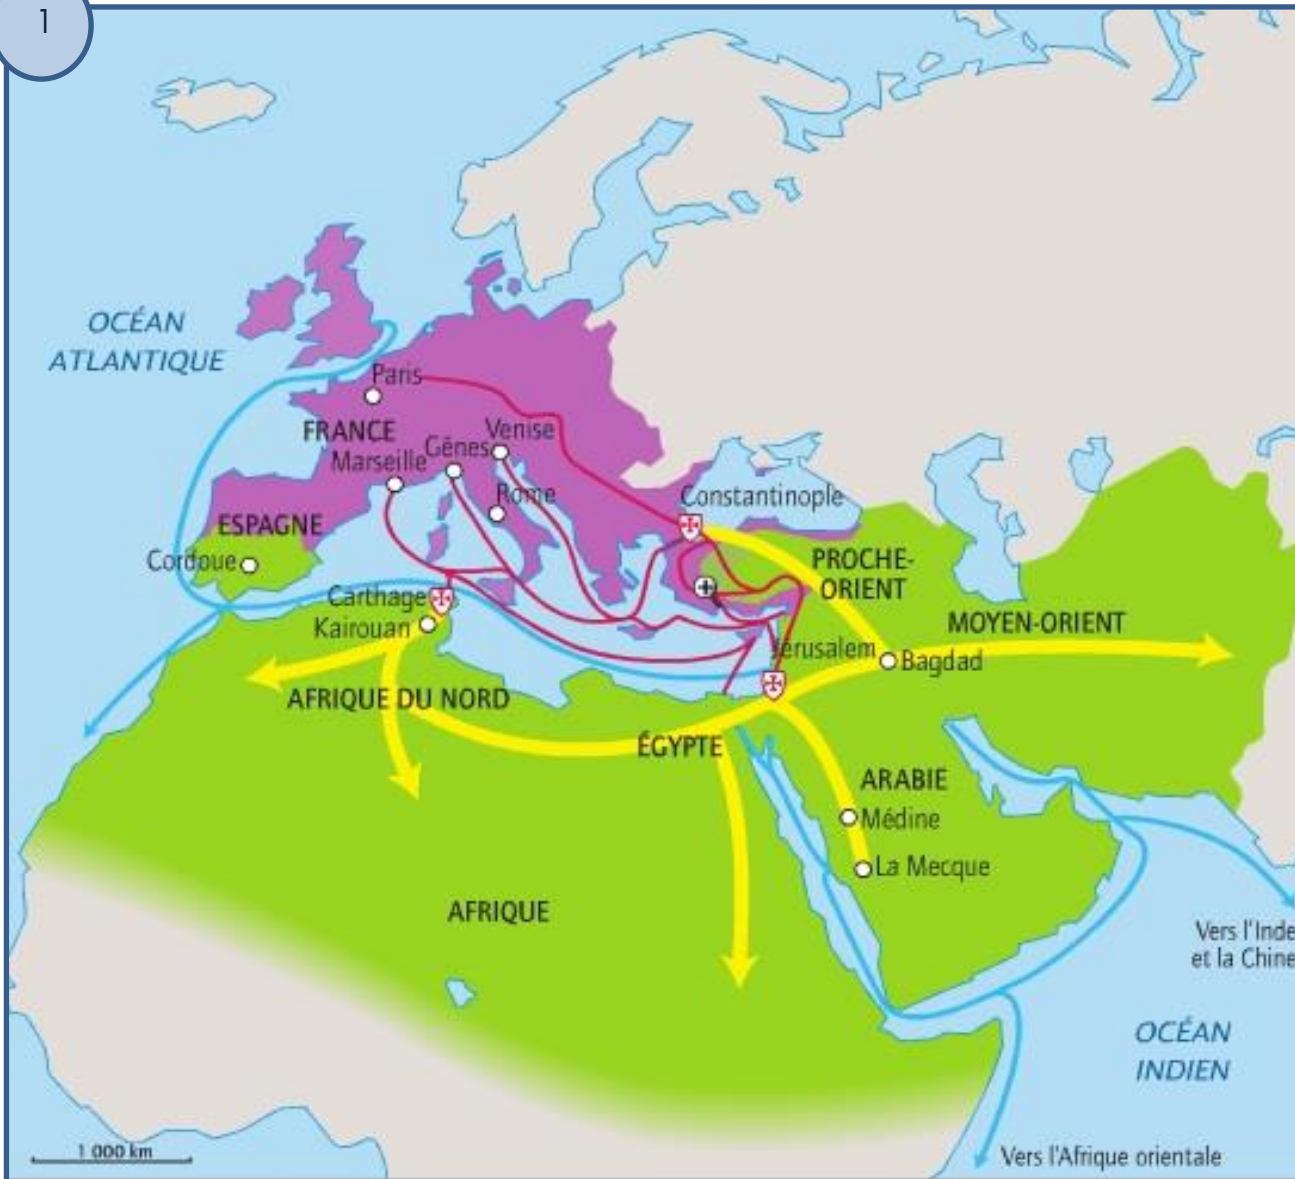 1
OCÉAN
ATLANTIQUE
Paris
FRANCE
Venise
Gênes
Marseille
Rome
Constantinople
ESPAGNE
Cordoue
PROCHE-
ORIENT
Carthage
Kairouan
MOYEN-ORIENT
Jérusalem
Bagdad
AFRIQUE DU NORD
ÉGYPTE
ARABIE
Médine
La Mecque
AFRIQUE
Vers l'Inde
et la Chine
OCÉAN
INDIEN
1 000 km
Vers l'Afrique orientale